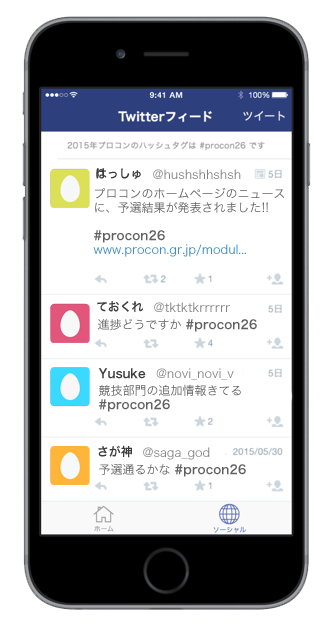 9:41 AM 100%
Twitterフィード ツイート
2015年プロコンのハッシュタグは #procon26 です
はっしゅ @hushshhshsh 5日
プロコンのホームページのニュース
に、予選結果が発表されました!!
#procon26
www.procon.gr.jp/modul...
2 1
ておくれ @tktktkrrrrrr 5日
進捗どうですか #procon26
4
Yusuke @novi_novi_v 5日
競技部門の追加情報きてる
#procon26
2
さが神 @saga_god 2015/05/30
予選通るかな #procon26
1
ホーム ソーシャル